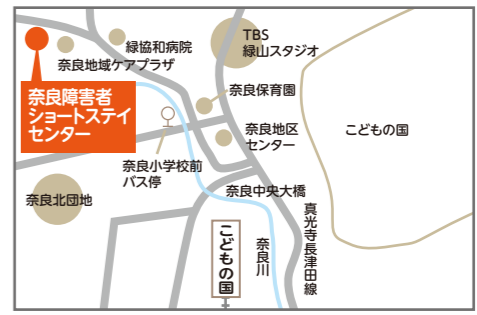 TBS
緑山スタジオ
緑協和病院
奈良地域ケアプラザ
奈良障害者
ショートステイ
センター
奈良保育園
奈良地区
センター
こどもの国
奈良小学校前
バス停
奈良北団地
奈良中央大橋
こどもの国
奈良川
真光寺長津田線